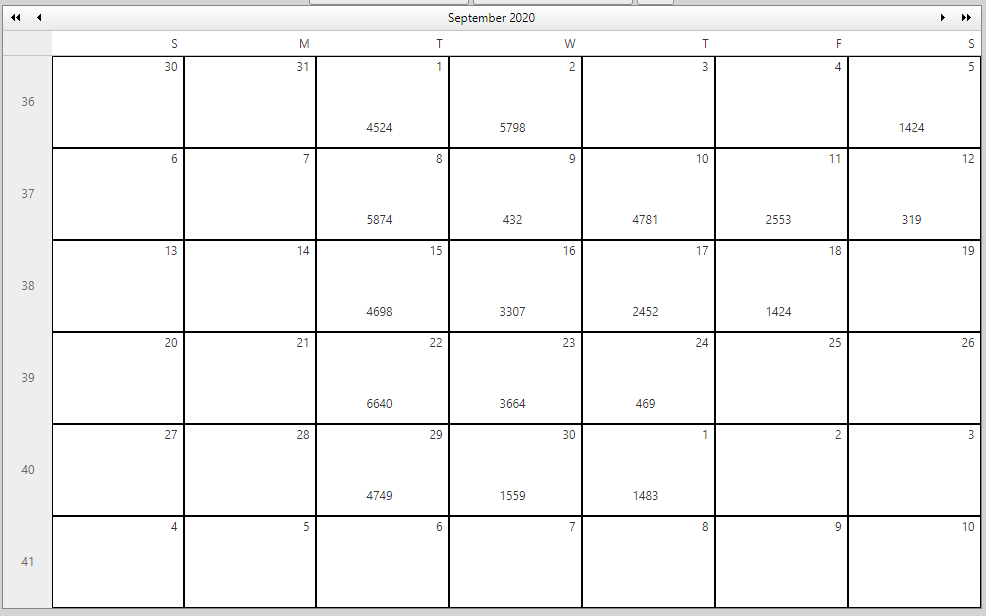 September 2020
S M T W T F S
36 30 31 1 2 3 4 5
4524 5798 1424
37 6 7 8 9 10 11 12
5874 432 4781 2553 319
38 13 14 15 16 17 18 19
4698 3307 2452 1424
39 20 21 22 23 24 25 26
6640 3664 469
40 27 28 29 30 1 2 3
4749 1559 1483
41 4 5 6 7 8 9 10